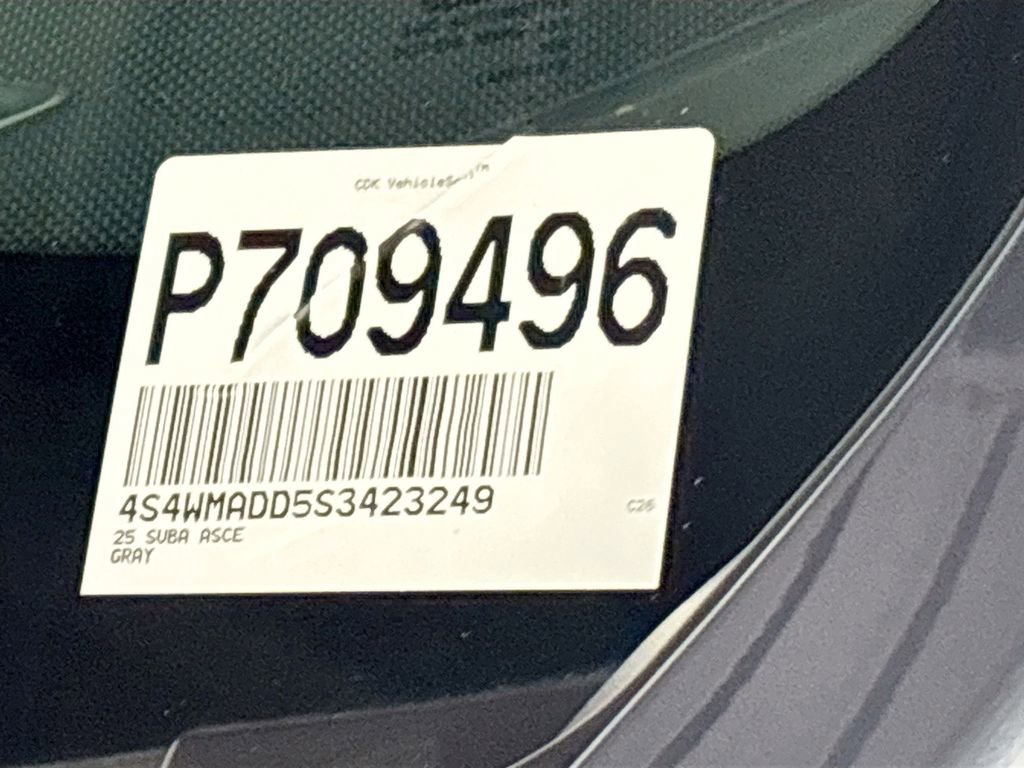 P709496
4S4WMADD5S3423249
C26
25 SUBA ASCE
GRAY